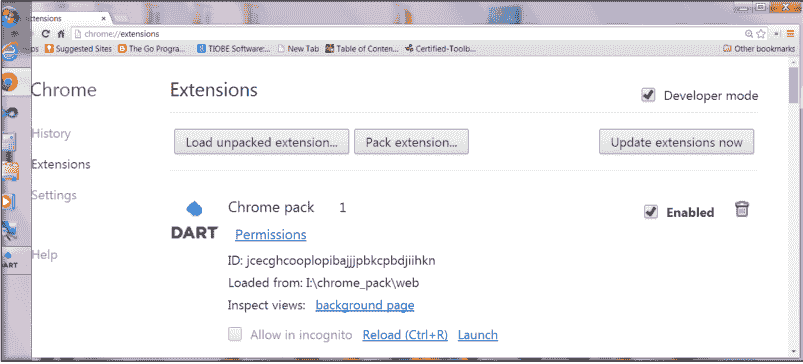 Extensions
chrome://extensions
Suggested Sites The Go Progra... TIOBE Software:... New Tab Table of Conten... Certified-Toolb... Other bookmarks
Chrome Extensions Developer mode
History
Load unpacked extension... Pack extension... Update extensions now
Extensions
Settings
Chrome pack 1 Enabled
DART Permissions
Help
ID: jcecghcooplopibajjjpbkcpbdjiihkn
DART
Loaded from: I:\chrome_pack\web
Inspect views: background page
Allow in incognito Reload (Ctrl+R) Launch